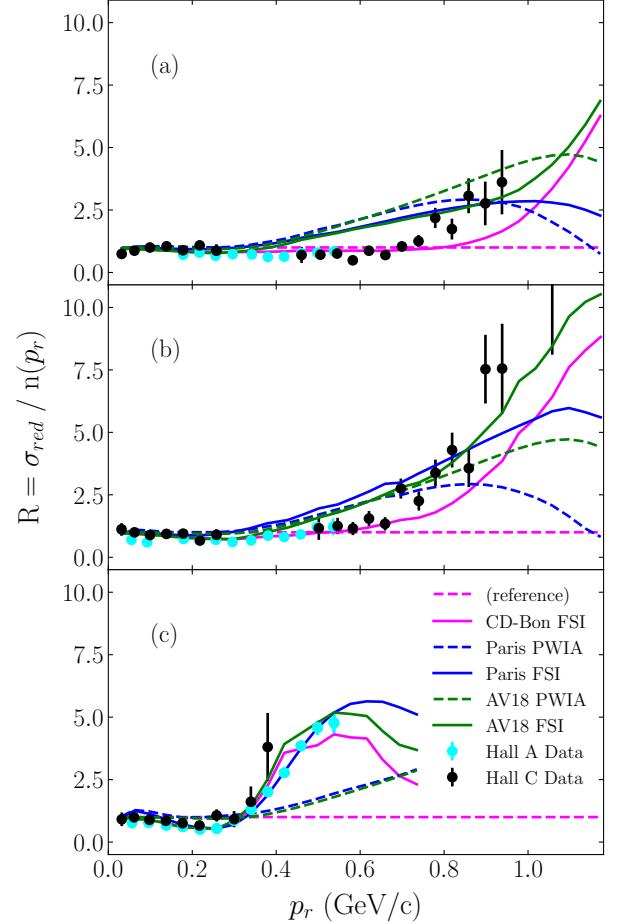 10.0
(a)
7.5
5.0
2.5
0.0
10.0
(b)
7.5
5.0
2.5
0.0
R = σ_red / n(p_r)
10.0
(reference)
CD-Bon FSI
7.5
(c)
Paris PWIA
Paris FSI
5.0
AV18 PWIA
AV18 FSI
2.5
Hall A Data
Hall C Data
0.0
0.0 0.2 0.4 0.6 0.8 1.0
p_r (GeV/c)